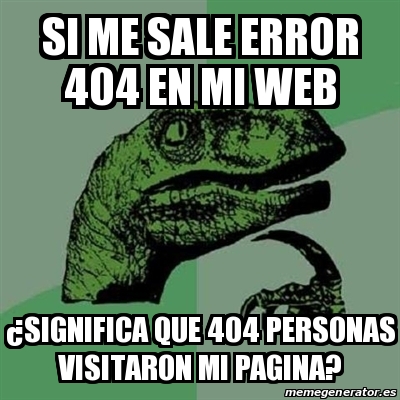 SI ME SALE ERROR
404 EN MI WEB
¿SIGNIFICA QUE 404 PERSONAS
VISITARON MI PAGINA?
memegenerator.es